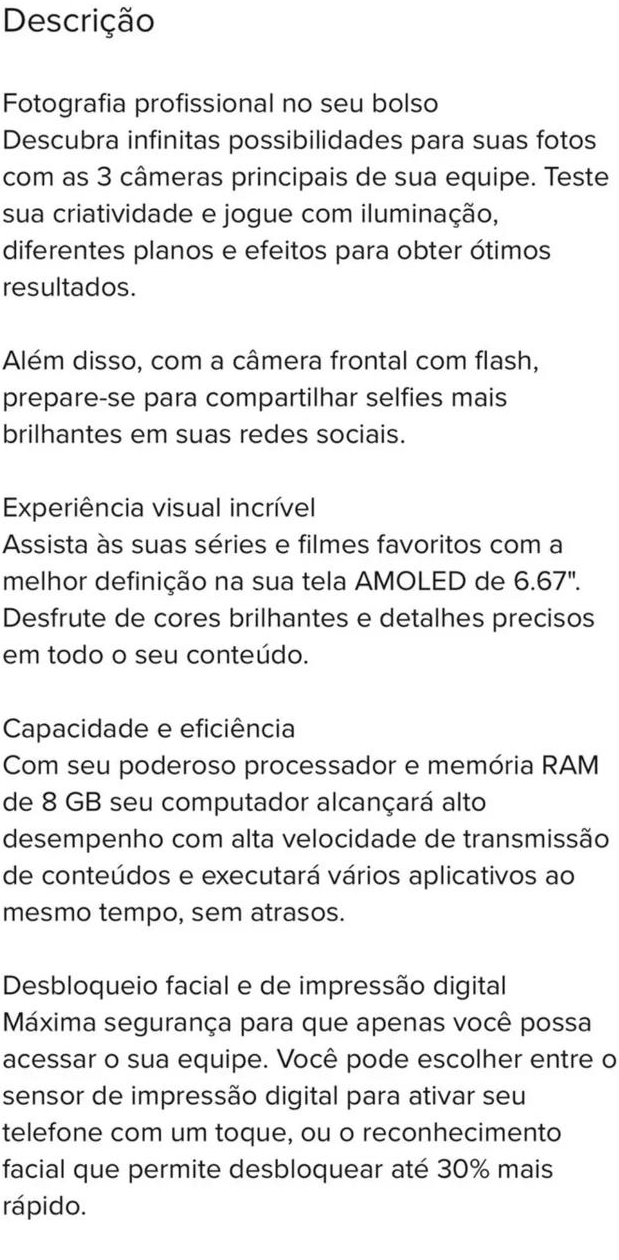 Descrição
Fotografia profissional no seu bolso
Descubra infinitas possibilidades para suas fotos
com as 3 câmeras principais de sua equipe. Teste
sua criatividade e jogue com iluminação,
diferentes planos e efeitos para obter ótimos
resultados.
Além disso, com a câmera frontal com flash,
prepare-se para compartilhar selfies mais
brilhantes em suas redes sociais.
Experiência visual incrível
Assista às suas séries e filmes favoritos com a
melhor definição na sua tela AMOLED de 6.67".
Desfrute de cores brilhantes e detalhes precisos
em todo o seu conteúdo.
Capacidade e eficiência
Com seu poderoso processador e memória RAM
de 8 GB seu computador alcançará alto
desempenho com alta velocidade de transmissão
de conteúdos e executará vários aplicativos ao
mesmo tempo, sem atrasos.
Desbloqueio facial e de impressão digital
Máxima segurança para que apenas você possa
acessar o sua equipe. Você pode escolher entre o
sensor de impressão digital para ativar seu
telefone com um toque, ou o reconhecimento
facial que permite desbloquear até 30% mais
rápido.